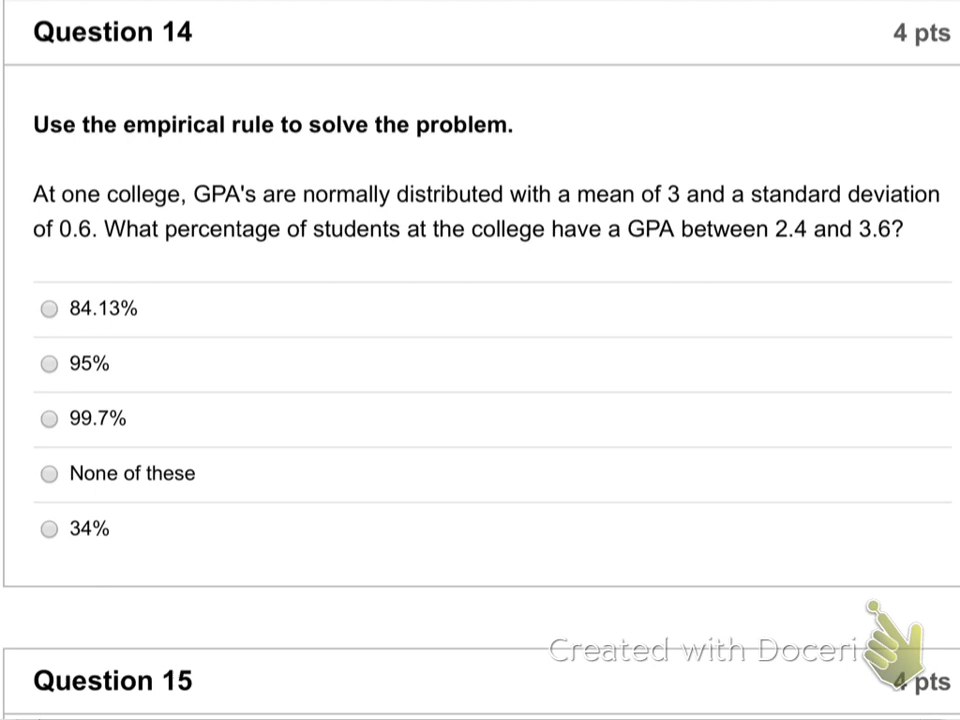 Question 14
4 pts
Use the empirical rule to solve the problem.
At one college, GPA's are normally distributed with a mean of 3 and a standard deviation
of 0.6. What percentage of students at the college have a GPA between 2.4 and 3.6?
84.13%
95%
99.7%
None of these
34%
Created with Doceri
Question 15
4 pts